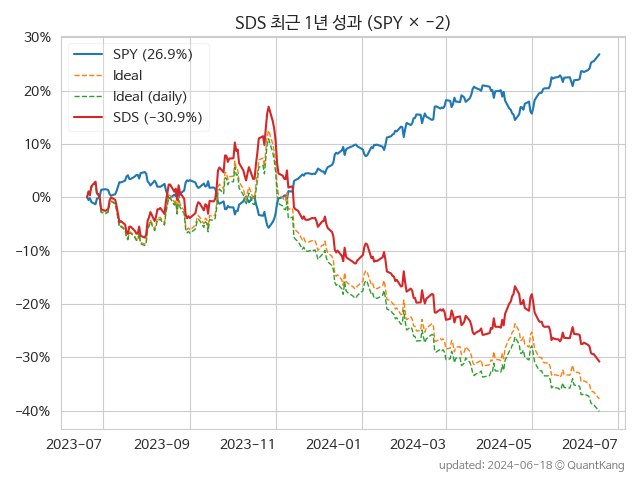 SDS 최근 1년 성과 (SPY × −2)
30%
20%
10%
0%
−10%
−20%
−30%
−40%
SPY (26.9%)
Ideal
Ideal (daily)
SDS (−30.9%)
2023-07
2023-09
2023-11
2024-01
2024-03
2024-05
2024-07
updated: 2024-06-18 © QuantKang